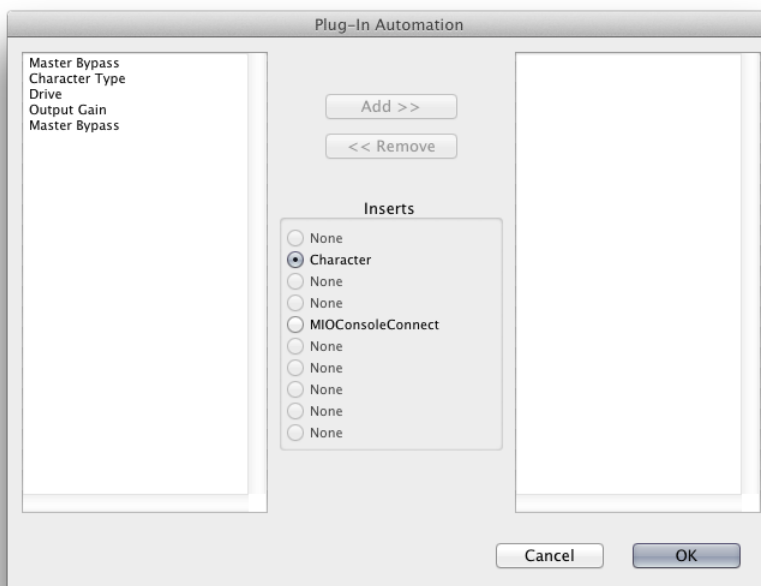 Plug-In Automation
Master Bypass
Character Type
Drive
Output Gain
Master Bypass
Add >>
<< Remove
Inserts
None
Character
None
None
MIOConsoleConnect
None
None
None
None
None
Cancel
OK